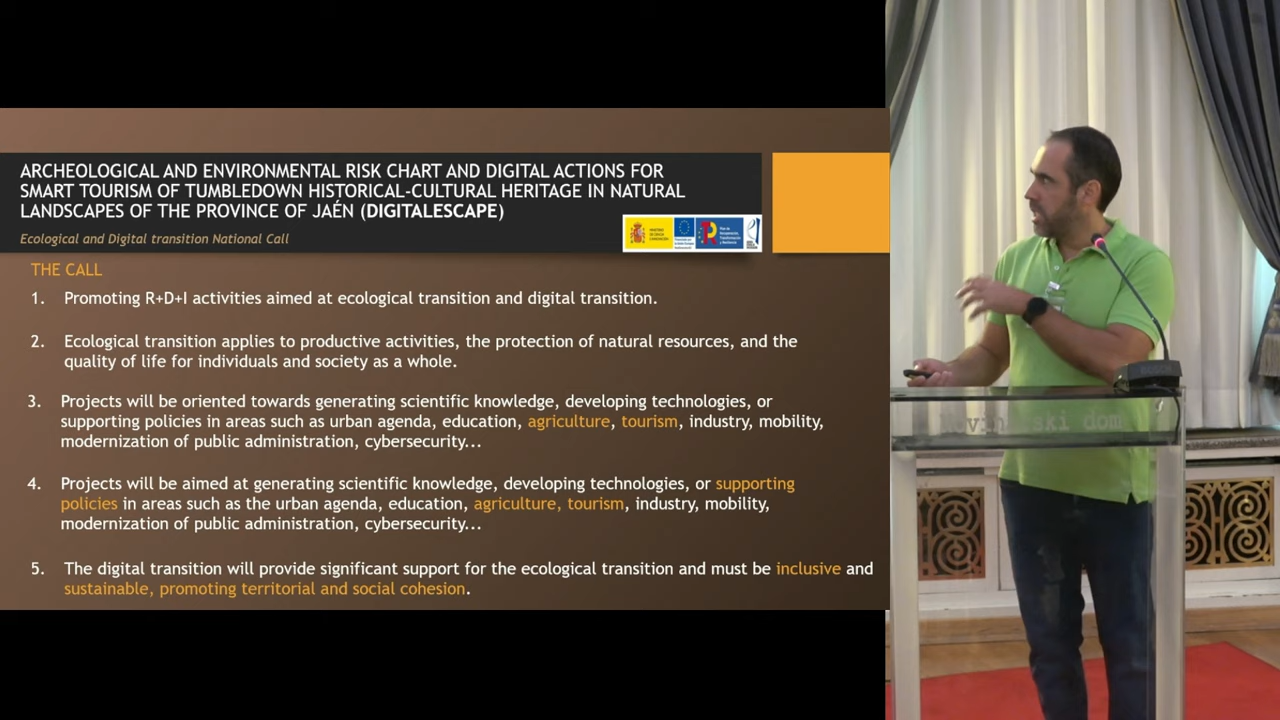 ARCHEOLOGICAL AND ENVIRONMENTAL RISK CHART AND DIGITAL ACTIONS FOR
SMART TOURISM OF TUMBLEDOWN HISTORICAL-CULTURAL HERITAGE IN NATURAL
LANDSCAPES OF THE PROVINCE OF JAÉN (DIGITALESCAPE)
Ecological and Digital transition National Call
THE CALL
1. Promoting R+D+I activities aimed at ecological transition and digital transition.
2. Ecological transition applies to productive activities, the protection of natural resources, and the
quality of life for individuals and society as a whole.
3. Projects will be oriented towards generating scientific knowledge, developing technologies, or
supporting policies in areas such as urban agenda, education, agriculture, tourism, industry, mobility,
modernization of public administration, cybersecurity...
4. Projects will be aimed at generating scientific knowledge, developing technologies, or supporting
policies in areas such as the urban agenda, education, agriculture, tourism, industry, mobility,
modernization of public administration, cybersecurity...
5. The digital transition will provide significant support for the ecological transition and must be inclusive and
sustainable, promoting territorial and social cohesion.
dom